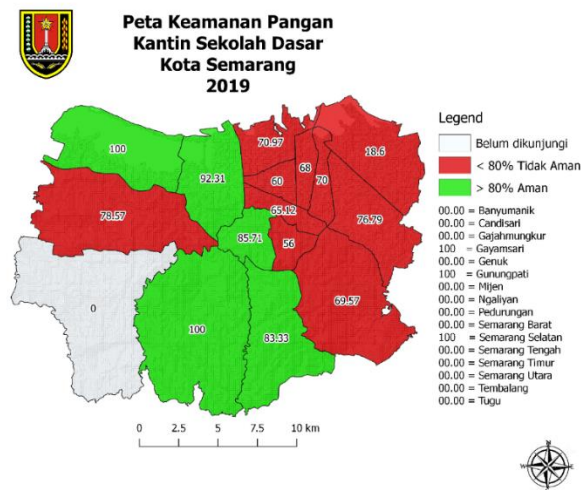 Peta Keamanan Pangan
Kantin Sekolah Dasar
Kota Semarang
2019
Legend
Belum dikunjungi
< 80% Tidak Aman
> 80% Aman
00.00 = Banyumanik
00.00 = Candisari
00.00 = Gajahmungkur
100 = Gayamsari
00.00 = Genuk
100 = Gunungpati
00.00 = Mijen
00.00 = Ngaliyan
00.00 = Pedurungan
00.00 = Semarang Barat
100 = Semarang Selatan
00.00 = Semarang Tengah
00.00 = Semarang Timur
00.00 = Semarang Utara
00.00 = Tembalang
00.00 = Tugu
100
92.31
70.97
68
18.6
60
70
78.57
65.12
76.79
85.71
56
69.57
0
100
83.33
0 2.5 5 7.5 10 km